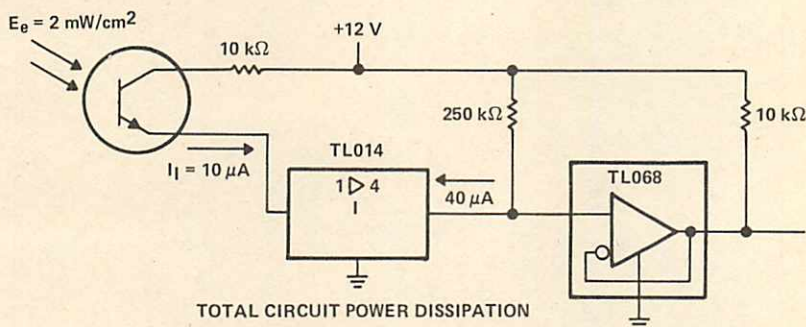 Ee = 2 mW/cm2
10 kΩ
+12 V
250 kΩ
10 kΩ
II = 10 μA
TL014
1 ▷ 4
I
40 μA
TL068
TOTAL CIRCUIT POWER DISSIPATION